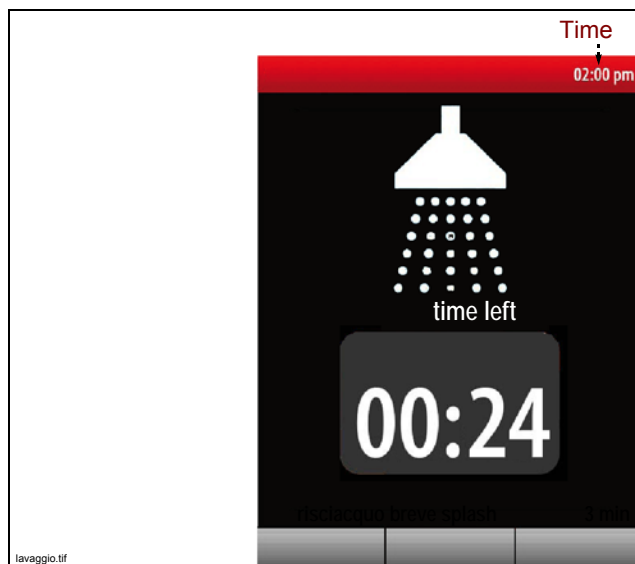 Time
02:00 pm
time left
00:24
risciacquo breve splash 3 min.
lavaggio.tif